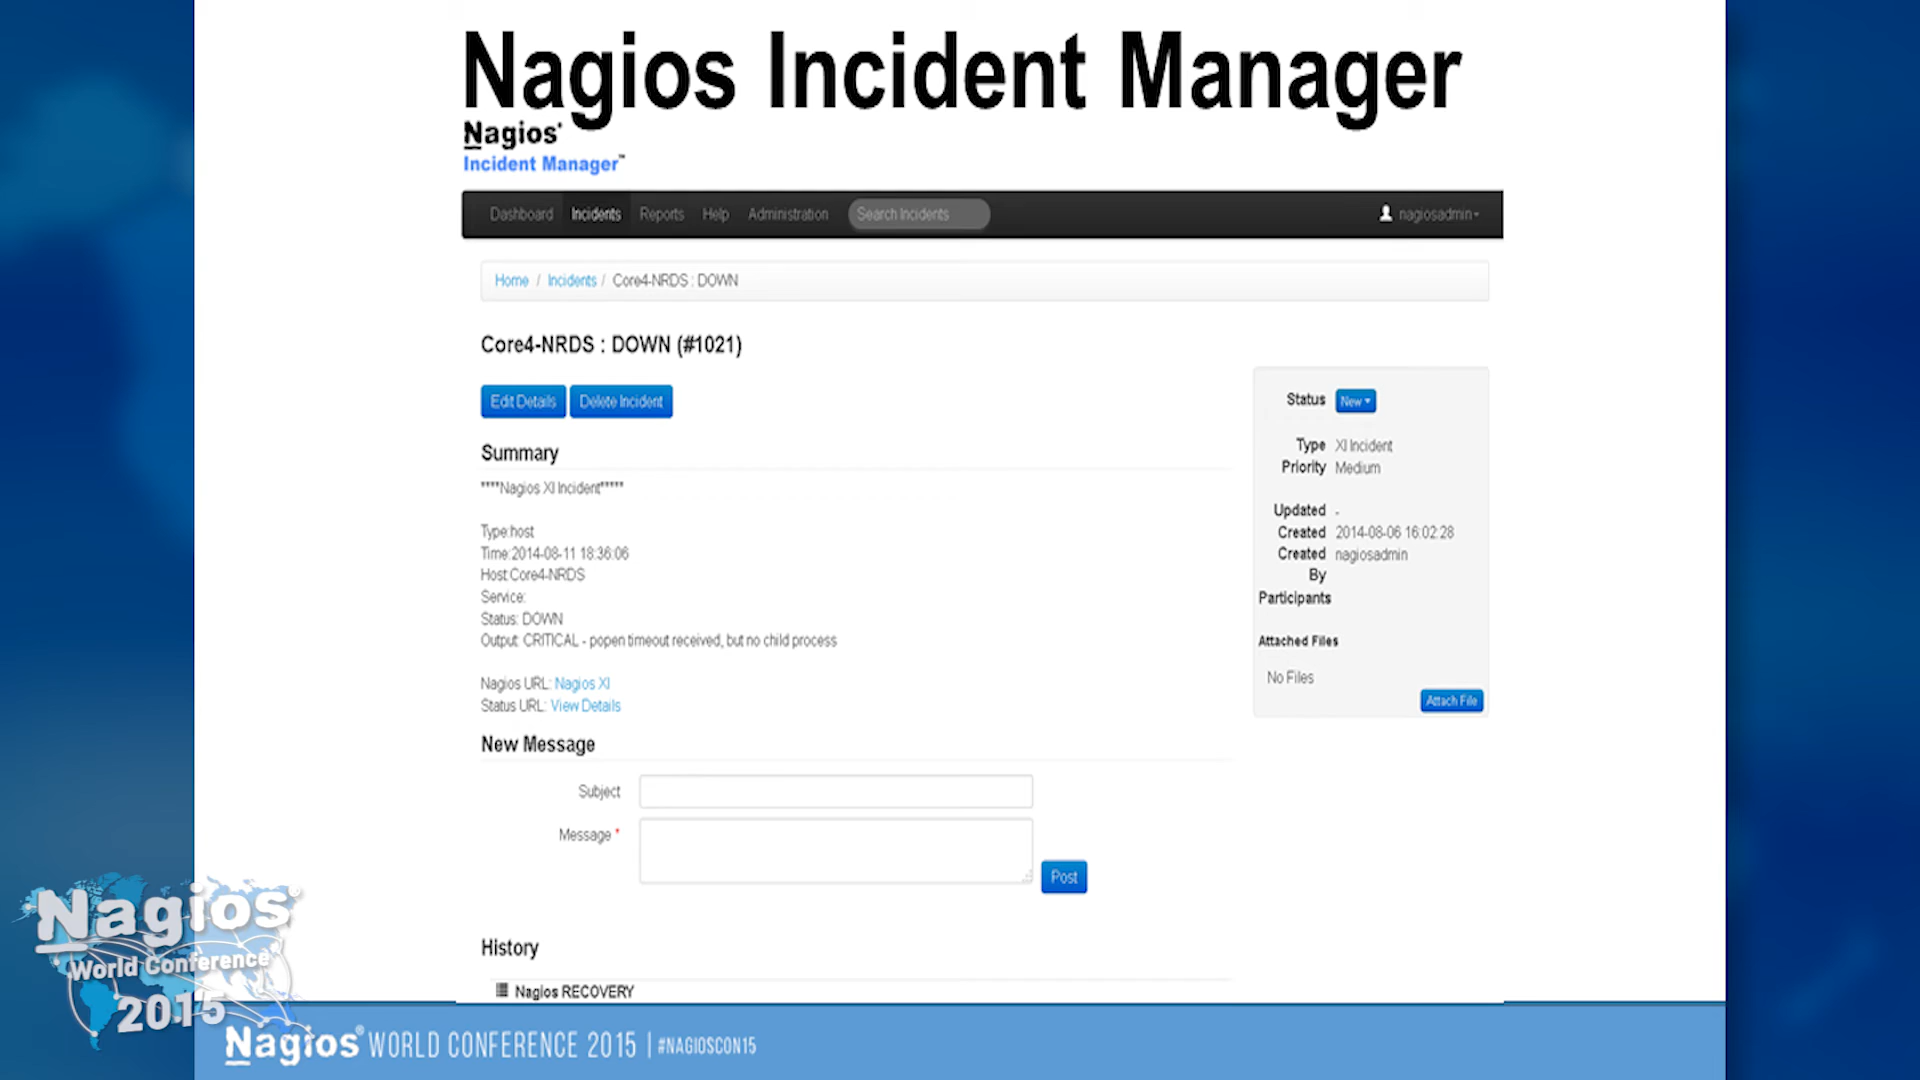 Nagios Incident Manager
Nagios®
Incident Manager™
Dashboard Incidents Reports Help Administration Search Incidents nagiosadmin
Home / Incidents / Core4-NRDS : DOWN
Core4-NRDS : DOWN (#1021)
Edit Details Delete Incident
Status New
Type XI Incident
Priority Medium
Updated -
Created 2014-08-06 16:02:28
Created By nagiosadmin
Participants
Attached Files
No Files
Attach File
Summary
****Nagios XI Incident*****
Type:host
Time:2014-08-11 18:36:06
Host:Core4-NRDS
Service:
Status: DOWN
Output: CRITICAL - popen timeout received, but no child process
Nagios URL: Nagios XI
Status URL: View Details
New Message
Subject
Message *
Post
History
Nagios RECOVERY
Nagios®
World Conference
2015
Nagios® WORLD CONFERENCE 2015 | #NAGIOSCON15